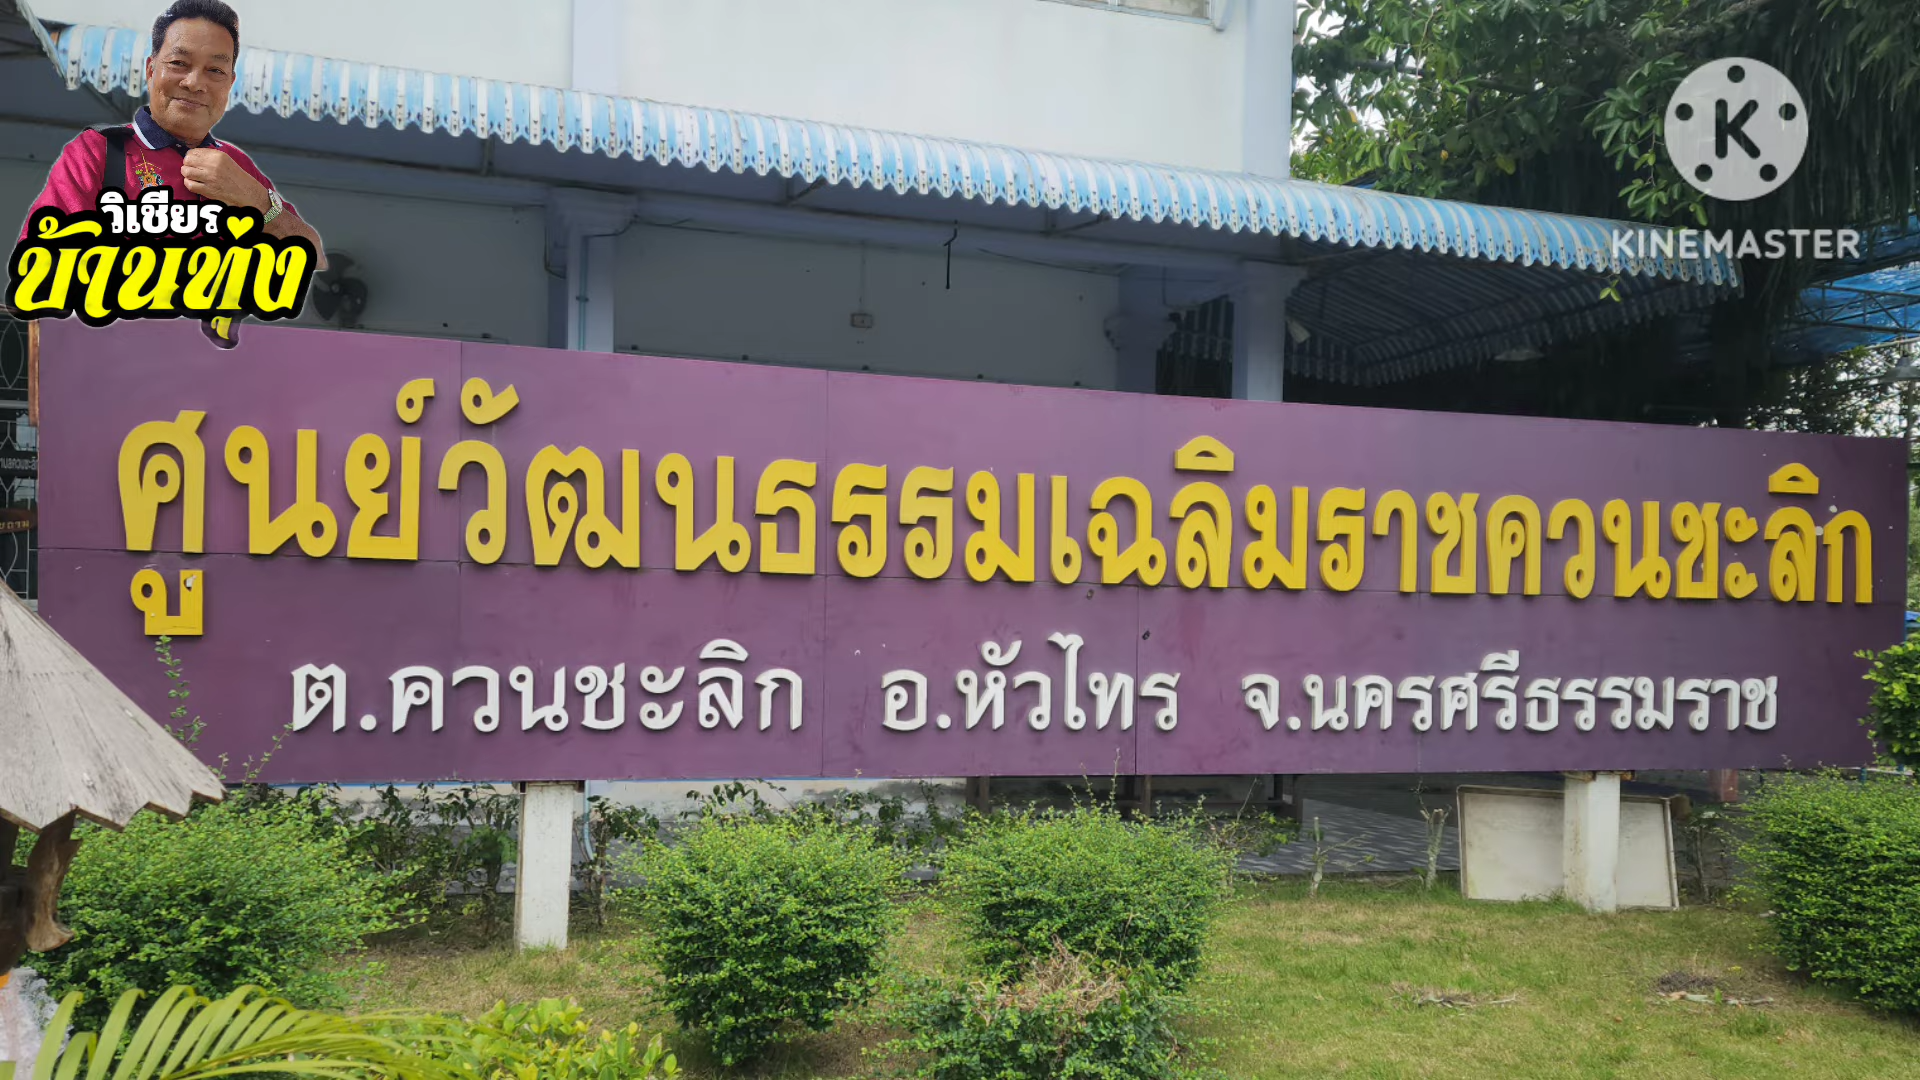 วิเชียร
บ้านทุ่ง
K
KINEMASTER
ศูนย์วัฒนธรรมเฉลิมราชควนชะลิก
ต.ควนชะลิก อ.หัวไทร จ.นครศรีธรรมราช